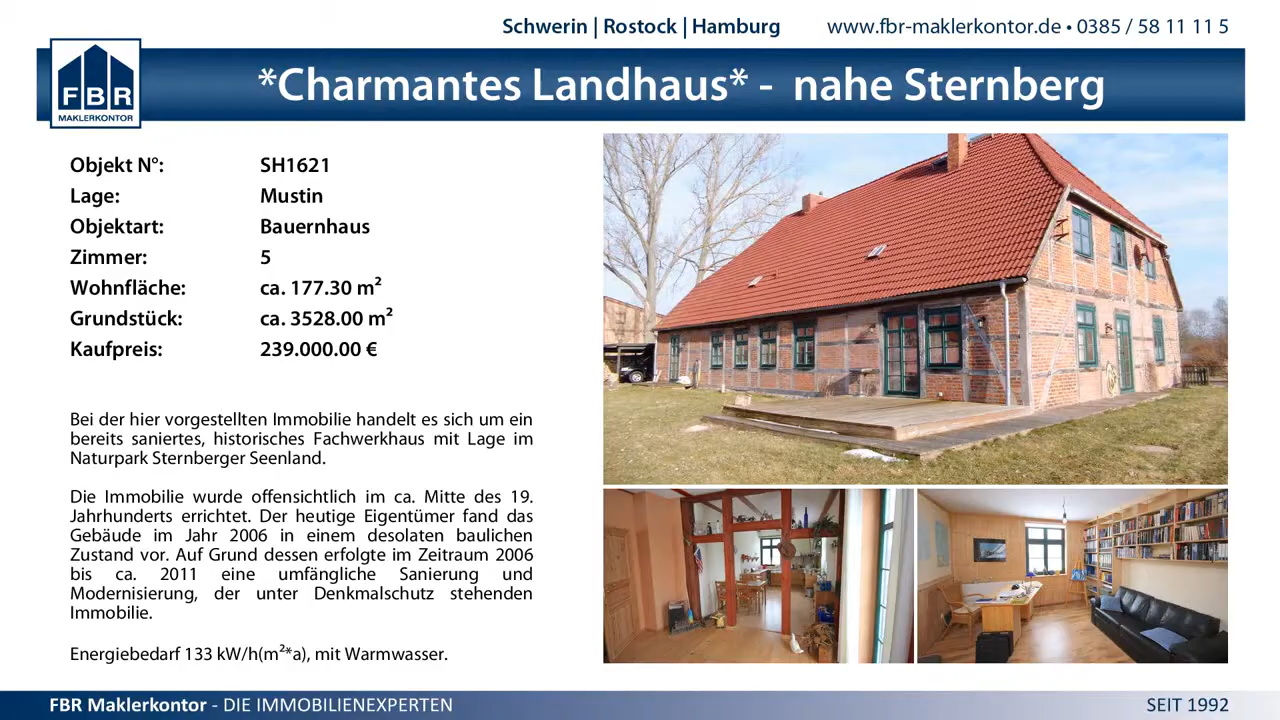 Schwerin | Rostock | Hamburg www.fbr-maklerkontor.de • 0385 / 58 11 11 5
FBR
MAKLERKONTOR
*Charmantes Landhaus* - nahe Sternberg
Objekt N°: SH1621
Lage: Mustin
Objektart: Bauernhaus
Zimmer: 5
Wohnfläche: ca. 177.30 m²
Grundstück: ca. 3528.00 m²
Kaufpreis: 239.000.00 €
Bei der hier vorgestellten Immobilie handelt es sich um ein
bereits saniertes, historisches Fachwerkhaus mit Lage im
Naturpark Sternberger Seenland.
Die Immobilie wurde offensichtlich im ca. Mitte des 19.
Jahrhunderts errichtet. Der heutige Eigentümer fand das
Gebäude im Jahr 2006 in einem desolaten baulichen
Zustand vor. Auf Grund dessen erfolgte im Zeitraum 2006
bis ca. 2011 eine umfängliche Sanierung und
Modernisierung, der unter Denkmalschutz stehenden
Immobilie.
Energiebedarf 133 kW/h(m²*a), mit Warmwasser.
FBR Maklerkontor - DIE IMMOBILIENEXPERTEN SEIT 1992